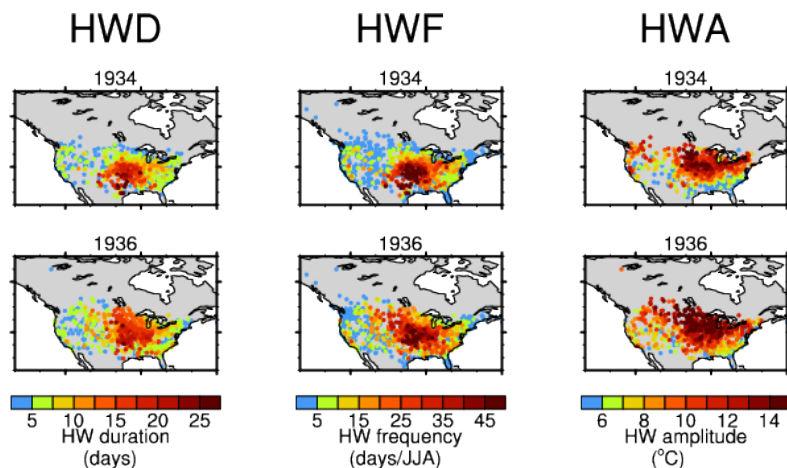 HWD HWF HWA
1934 1934 1934
1936 1936 1936
5 10 15 20 25 5 15 25 35 45 6 8 10 12 14
HW duration HW frequency HW amplitude
(days) (days/JJA) (°C)